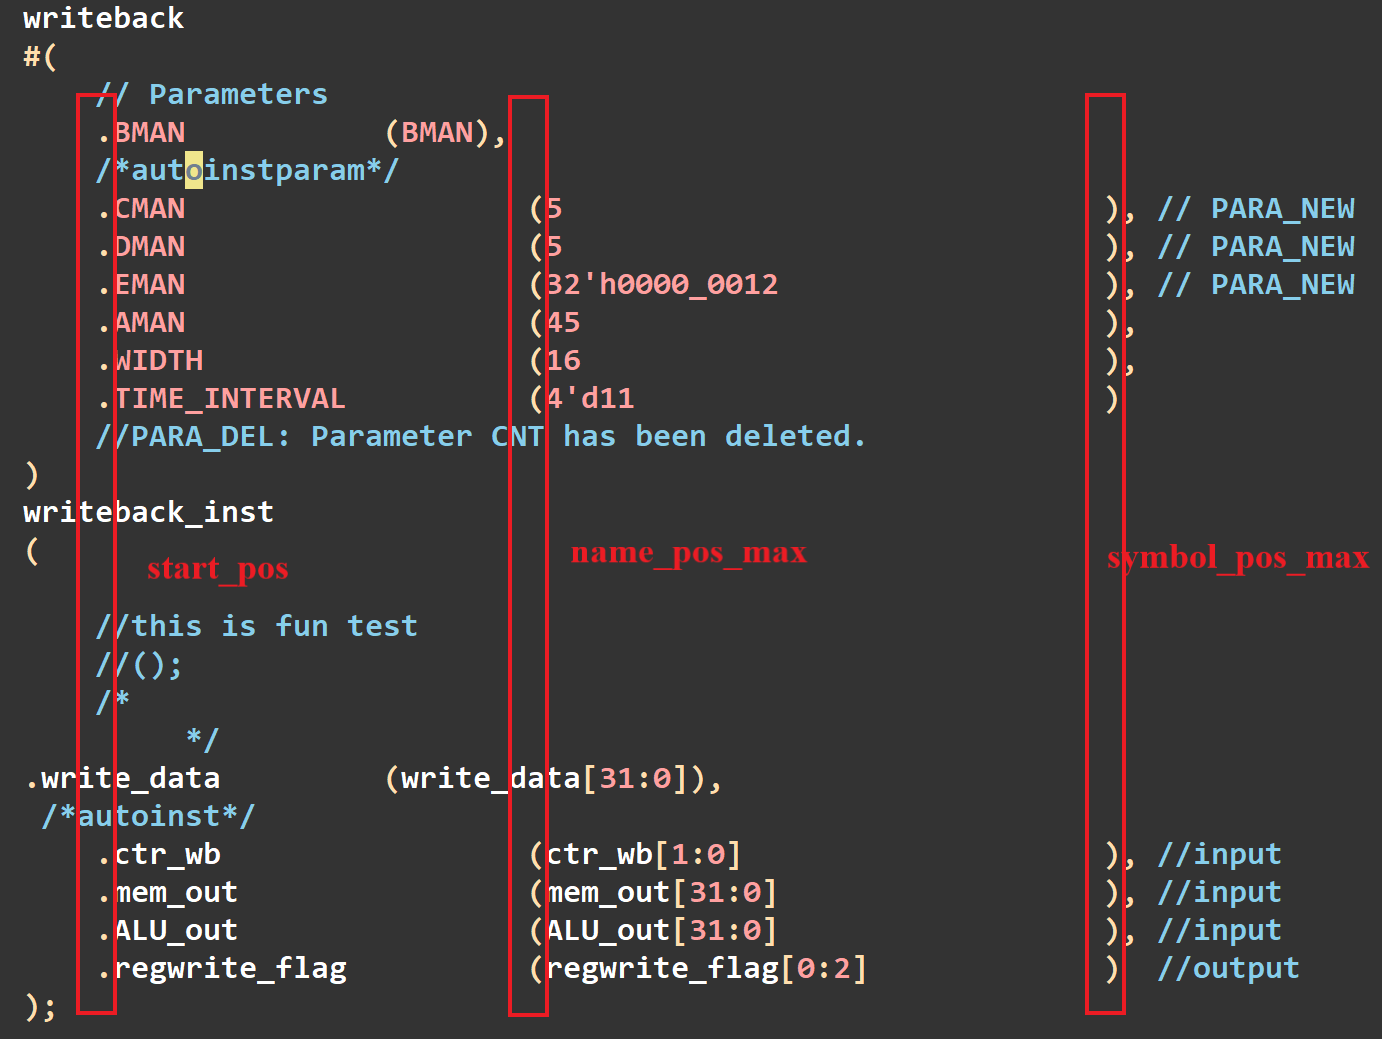 writeback
#(
    // Parameters
    .BMAN           (BMAN),
    /*autoinstparam*/
    .CMAN                   (5                              ), // PARA_NEW
    .DMAN                   (5                              ), // PARA_NEW
    .EMAN                   (32'h0000_0012                  ), // PARA_NEW
    .AMAN                   (45                             ),
    .WIDTH                  (16                             ),
    .TIME_INTERVAL          (4'd11                          )
    //PARA_DEL: Parameter CNT has been deleted.
)
writeback_inst
(
start_pos name_pos_max symbol_pos_max
    //this is fun test
    //();
    /*
         */
.write_data         (write_data[31:0]),
 /*autoinst*/
    .ctr_wb                 (ctr_wb[1:0]                    ), //input
    .mem_out                (mem_out[31:0]                  ), //input
    .ALU_out                (ALU_out[31:0]                  ), //input
    .regwrite_flag          (regwrite_flag[0:2]             )  //output
);